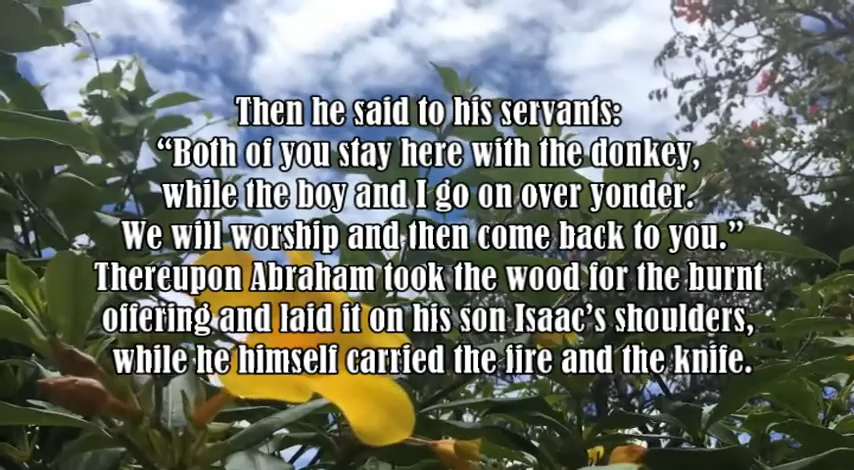 Then he said to his servants:
“Both of you stay here with the donkey,
while the boy and I go on over yonder.
We will worship and then come back to you.”
Thereupon Abraham took the wood for the burnt
offering and laid it on his son Isaac’s shoulders,
while he himself carried the fire and the knife.